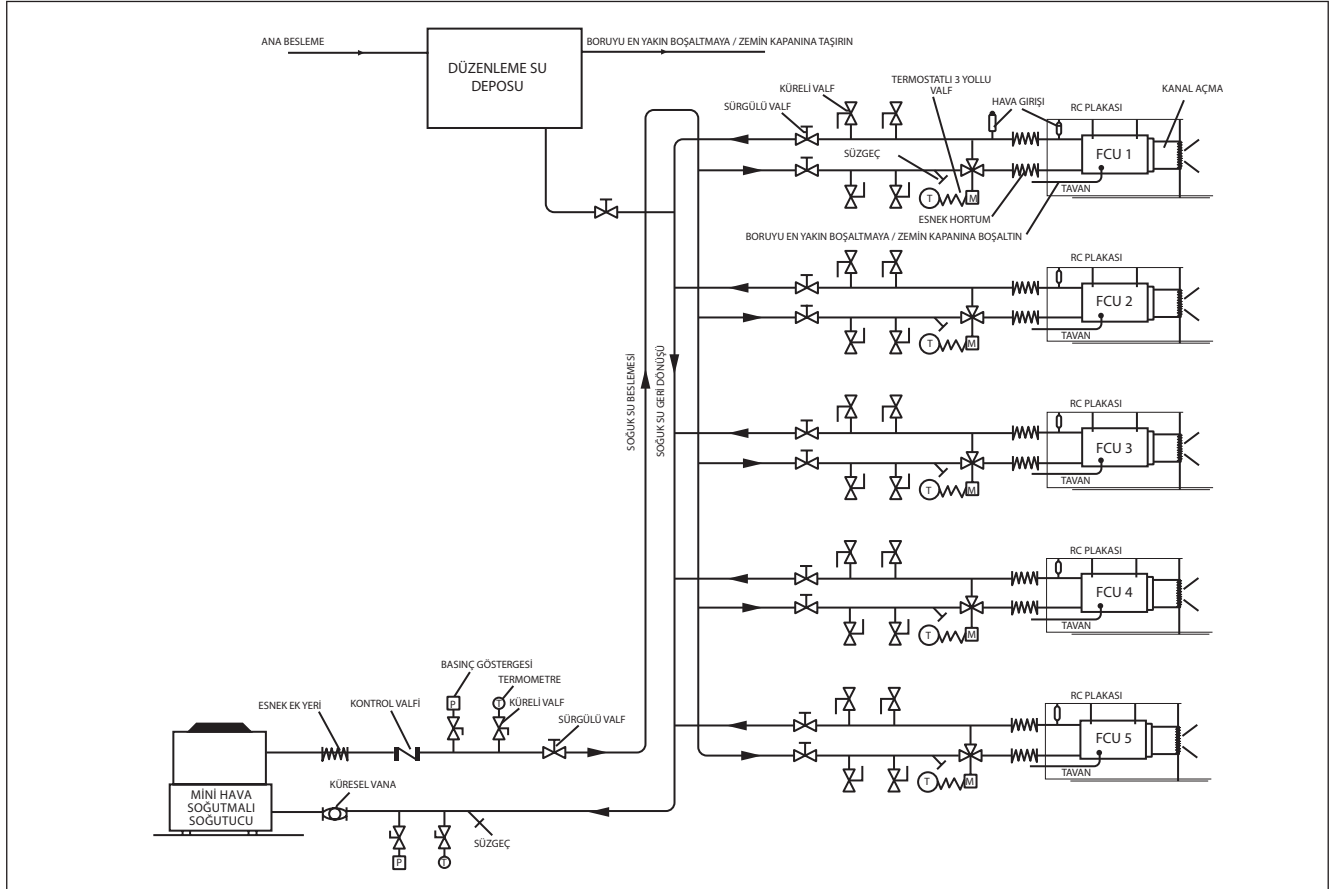 ANA BESLEME
BORUYU EN YAKIN BOŞALTMAYA / ZEMİN KAPANINA TAŞIRIN
DÜZENLEME SU
DEPOSU
KÜRELİ VALF
SÜRGÜLÜ VALF
TERMOSTATLI 3 YOLLU
VALF
HAVA GIRIŞI
RC PLAKASI
KANAL AÇMA
SÜZGEÇ
FCU 1
T
M
TAVAN
ESNEK HORTUM
BORUYU EN YAKIN BOŞALTMAYA / ZEMİN KAPANINA BOŞALTIN
RC PLAKASI
FCU 2
T
M
TAVAN
SOĞUK SU BESLEMESİ
SOĞUK SU GERİ DÖNÜŞÜ
RC PLAKASI
FCU 3
T
M
TAVAN
RC PLAKASI
FCU 4
T
M
TAVAN
RC PLAKASI
FCU 5
T
M
TAVAN
BASINÇ GÖSTERGESİ
P
TERMOMETRE
T
KÜRELİ VALF
ESNEK EK YERİ
KONTROL VALFİ
SÜRGÜLÜ VALF
KÜRESEL VANA
MİNİ HAVA
SOĞUTMALI
SOĞUTUCU
SÜZGEÇ
P
T